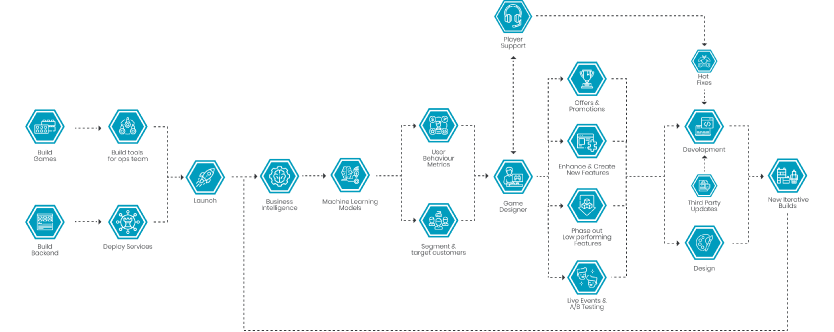 Player
Support
Hot
Fixes
Offers &
Promotions
Build
Games
Build tools
for ops team
User
Behaviour
Metrics
Enhance & Create
New Features
Development
Launch
Business
Intelligence
Machine Learning
Models
Game
Designer
Third Party
Updates
New Iterative
Builds
Phase out
Low performing
Features
Build
Backend
Deploy Services
Segment &
target customers
Design
Live Events &
A/B Testing